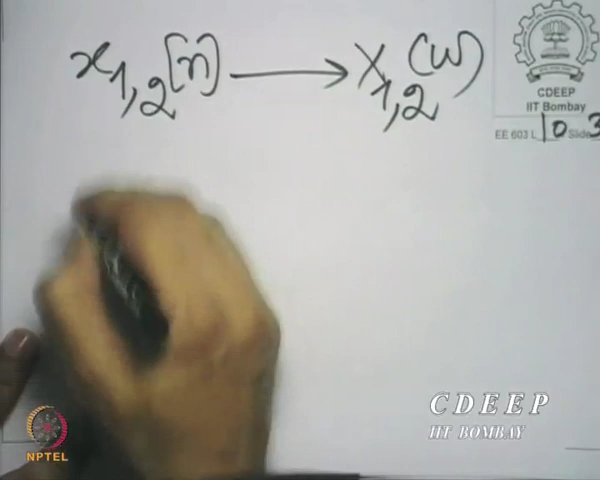 x₁,₂[n] ⟶ X₁,₂(ω)
CDEEP
IIT Bombay
EE 603 L 10 Slide 3
CDEEP
IIT BOMBAY
NPTEL